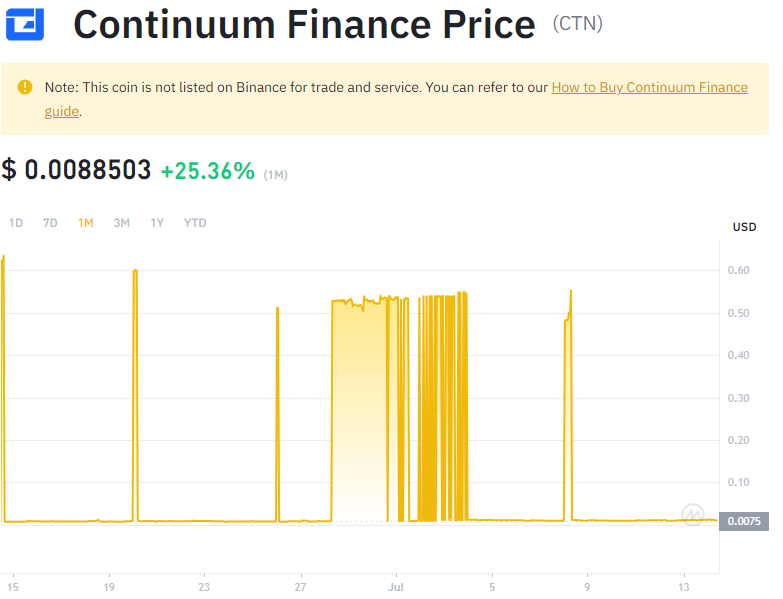 Continuum Finance Price (CTN)
Note: This coin is not listed on Binance for trade and service. You can refer to our How to Buy Continuum Finance
guide.
$ 0.0088503 +25.36% (1M)
1D 7D 1M 3M 1Y YTD
USD
0.60
0.50
0.40
0.30
0.20
0.10
0.0075
15 19 23 27 Jul 5 9 13